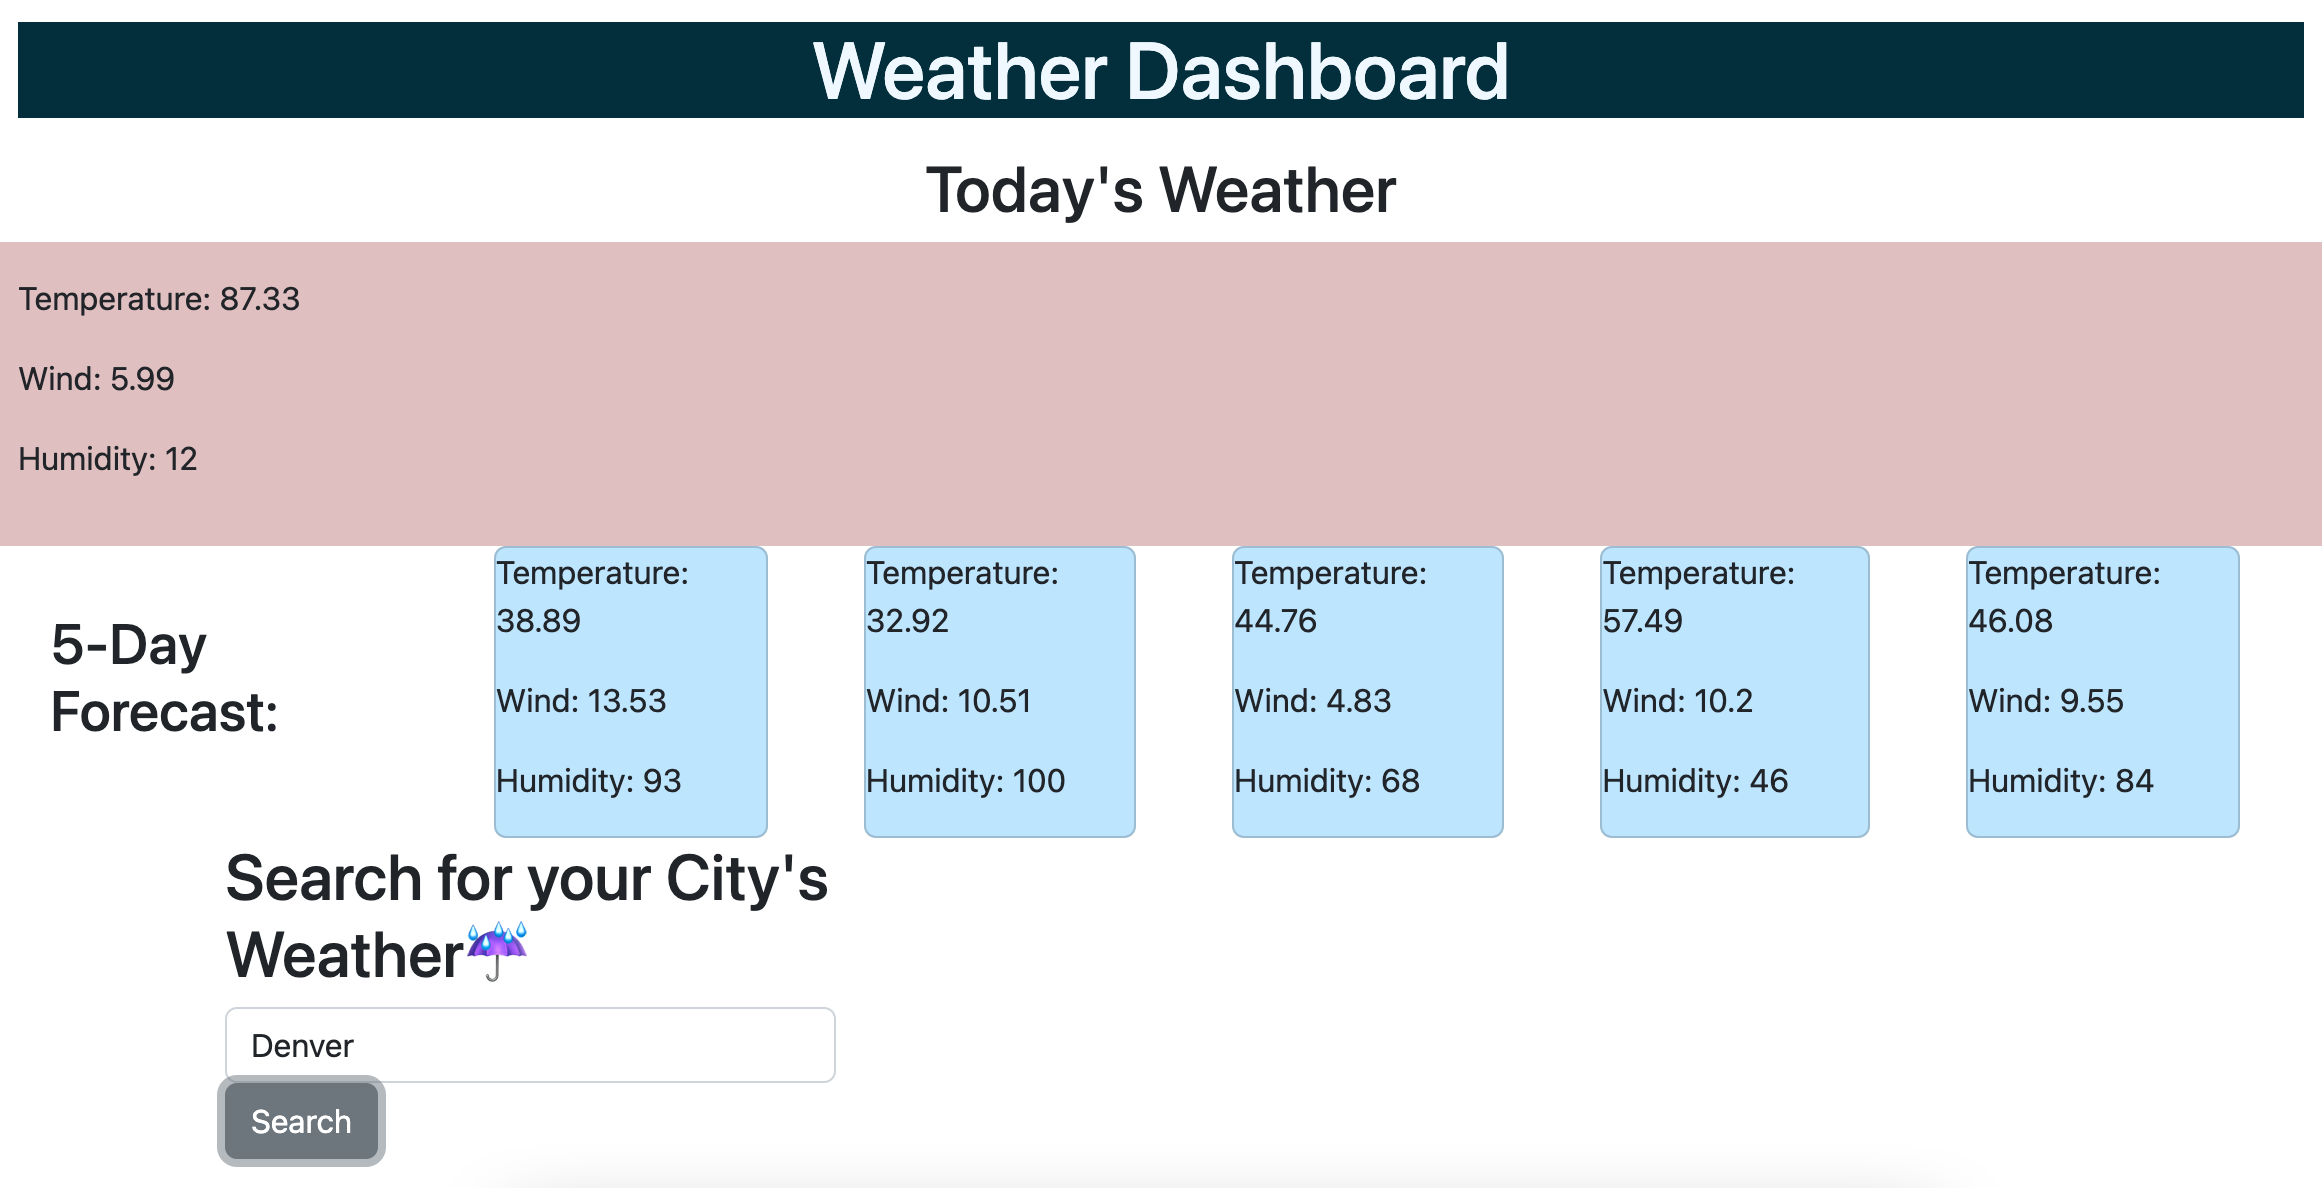 Weather Dashboard
Today's Weather
Temperature: 87.33
Wind: 5.99
Humidity: 12
5-Day
Forecast:
Temperature:
38.89
Wind: 13.53
Humidity: 93
Temperature:
32.92
Wind: 10.51
Humidity: 100
Temperature:
44.76
Wind: 4.83
Humidity: 68
Temperature:
57.49
Wind: 10.2
Humidity: 46
Temperature:
46.08
Wind: 9.55
Humidity: 84
Search for your City's
Weather☔
Denver
Search